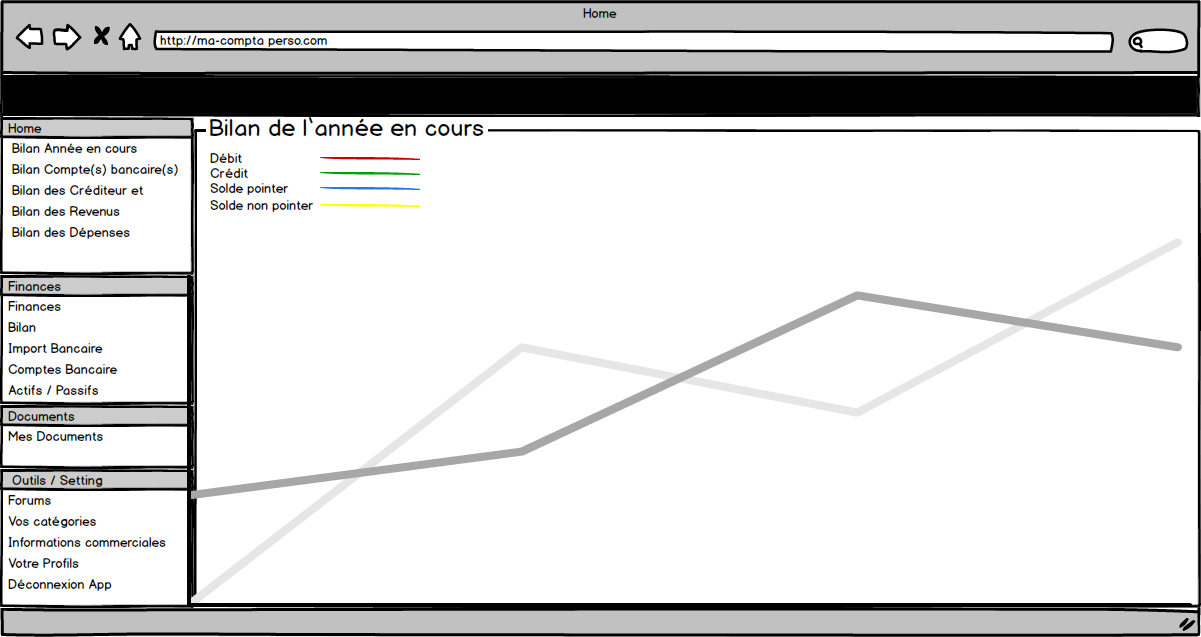 Home
http://ma-compta perso.com
Home
Bilan Année en cours
Bilan Compte(s) bancaire(s)
Bilan des Créditeur et
Bilan des Revenus
Bilan des Dépenses
Finances
Finances
Bilan
Import Bancaire
Comptes Bancaire
Actifs / Passifs
Documents
Mes Documents
Outils / Setting
Forums
Vos catégories
Informations commerciales
Votre Profils
Déconnexion App
Bilan de l'année en cours
Débit
Crédit
Solde pointer
Solde non pointer